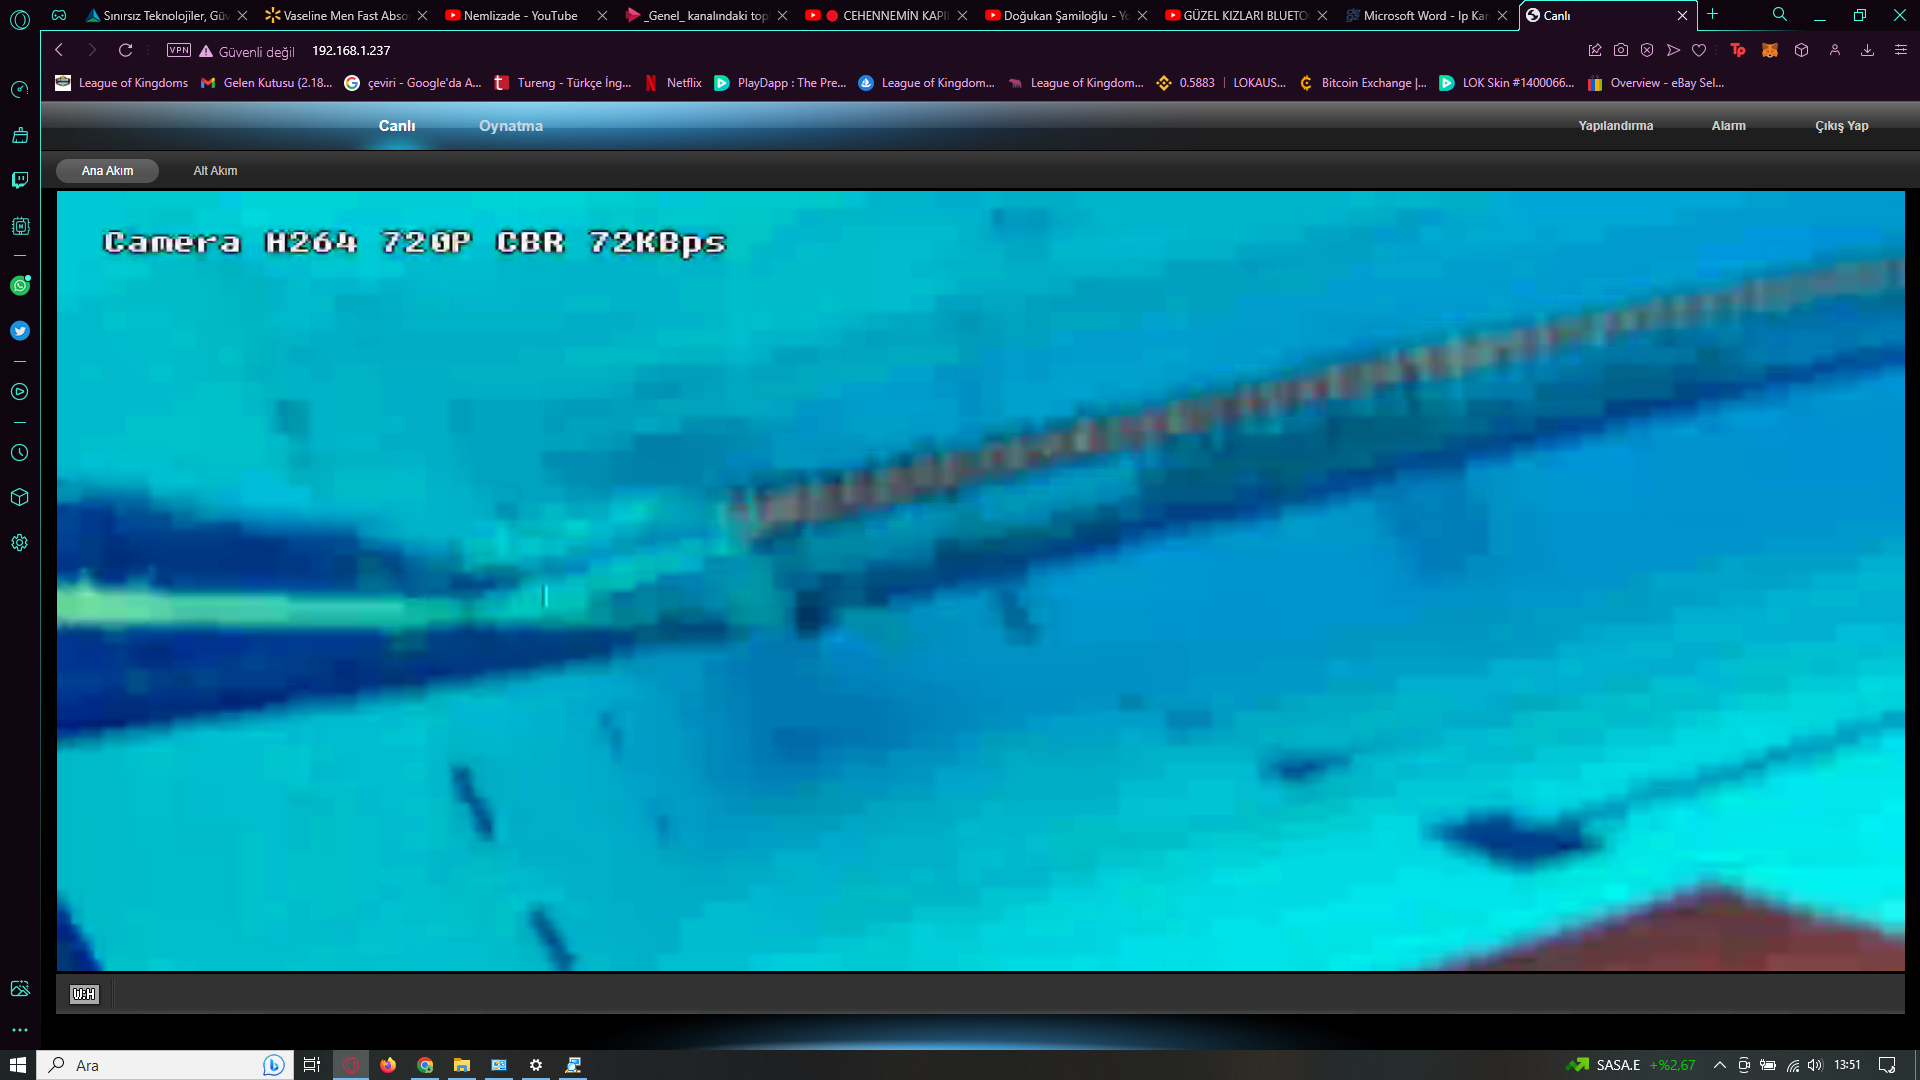 Sınırsız Teknolojiler, Güv
Vaseline Men Fast Abso
Nemlizade - YouTube
_Genel_ kanalındaki top
CEHENNEMİN KAPI
Doğukan Şamiloğlu - Yo
GÜZEL KIZLARI BLUETO
Microsoft Word - Ip Kam
Canlı
VPN
Güvenli değil
192.168.1.237
Tp
League of Kingdoms
Gelen Kutusu (2.18...
çeviri - Google'da A...
Tureng - Türkçe İng...
Netflix
PlayDapp : The Pre...
League of Kingdom...
League of Kingdom...
0.5883 | LOKAUS...
Bitcoin Exchange |...
LOK Skin #1400066...
Overview - eBay Sel...
Canlı
Oynatma
Yapılandırma
Alarm
Çıkış Yap
Ana Akım
Alt Akım
Camera H264 720P CBR 72KBps
W:H
Ara
SASA.E +%2.67
13:51